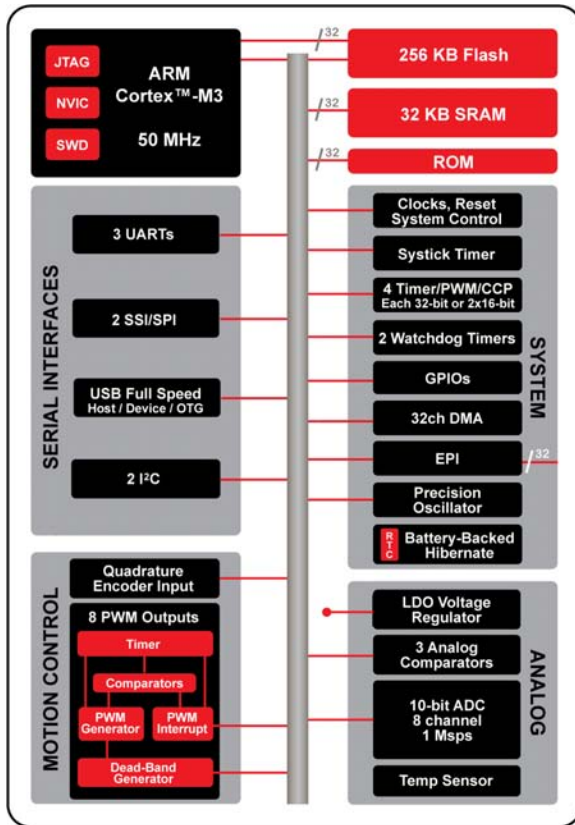 JTAG
NVIC
SWD
ARM
Cortex™-M3
50 MHz
32
256 KB Flash
32
32 KB SRAM
32
ROM
SERIAL INTERFACES
3 UARTs
2 SSI/SPI
USB Full Speed
Host / Device / OTG
2 I²C
SYSTEM
Clocks, Reset
System Control
Systick Timer
4 Timer/PWM/CCP
Each 32-bit or 2x16-bit
2 Watchdog Timers
GPIOs
32ch DMA
EPI
32
Precision
Oscillator
RTC
Battery-Backed
Hibernate
MOTION CONTROL
Quadrature
Encoder Input
8 PWM Outputs
Timer
Comparators
PWM
Generator
PWM
Interrupt
Dead-Band
Generator
ANALOG
LDO Voltage
Regulator
3 Analog
Comparators
10-bit ADC
8 channel
1 Msps
Temp Sensor